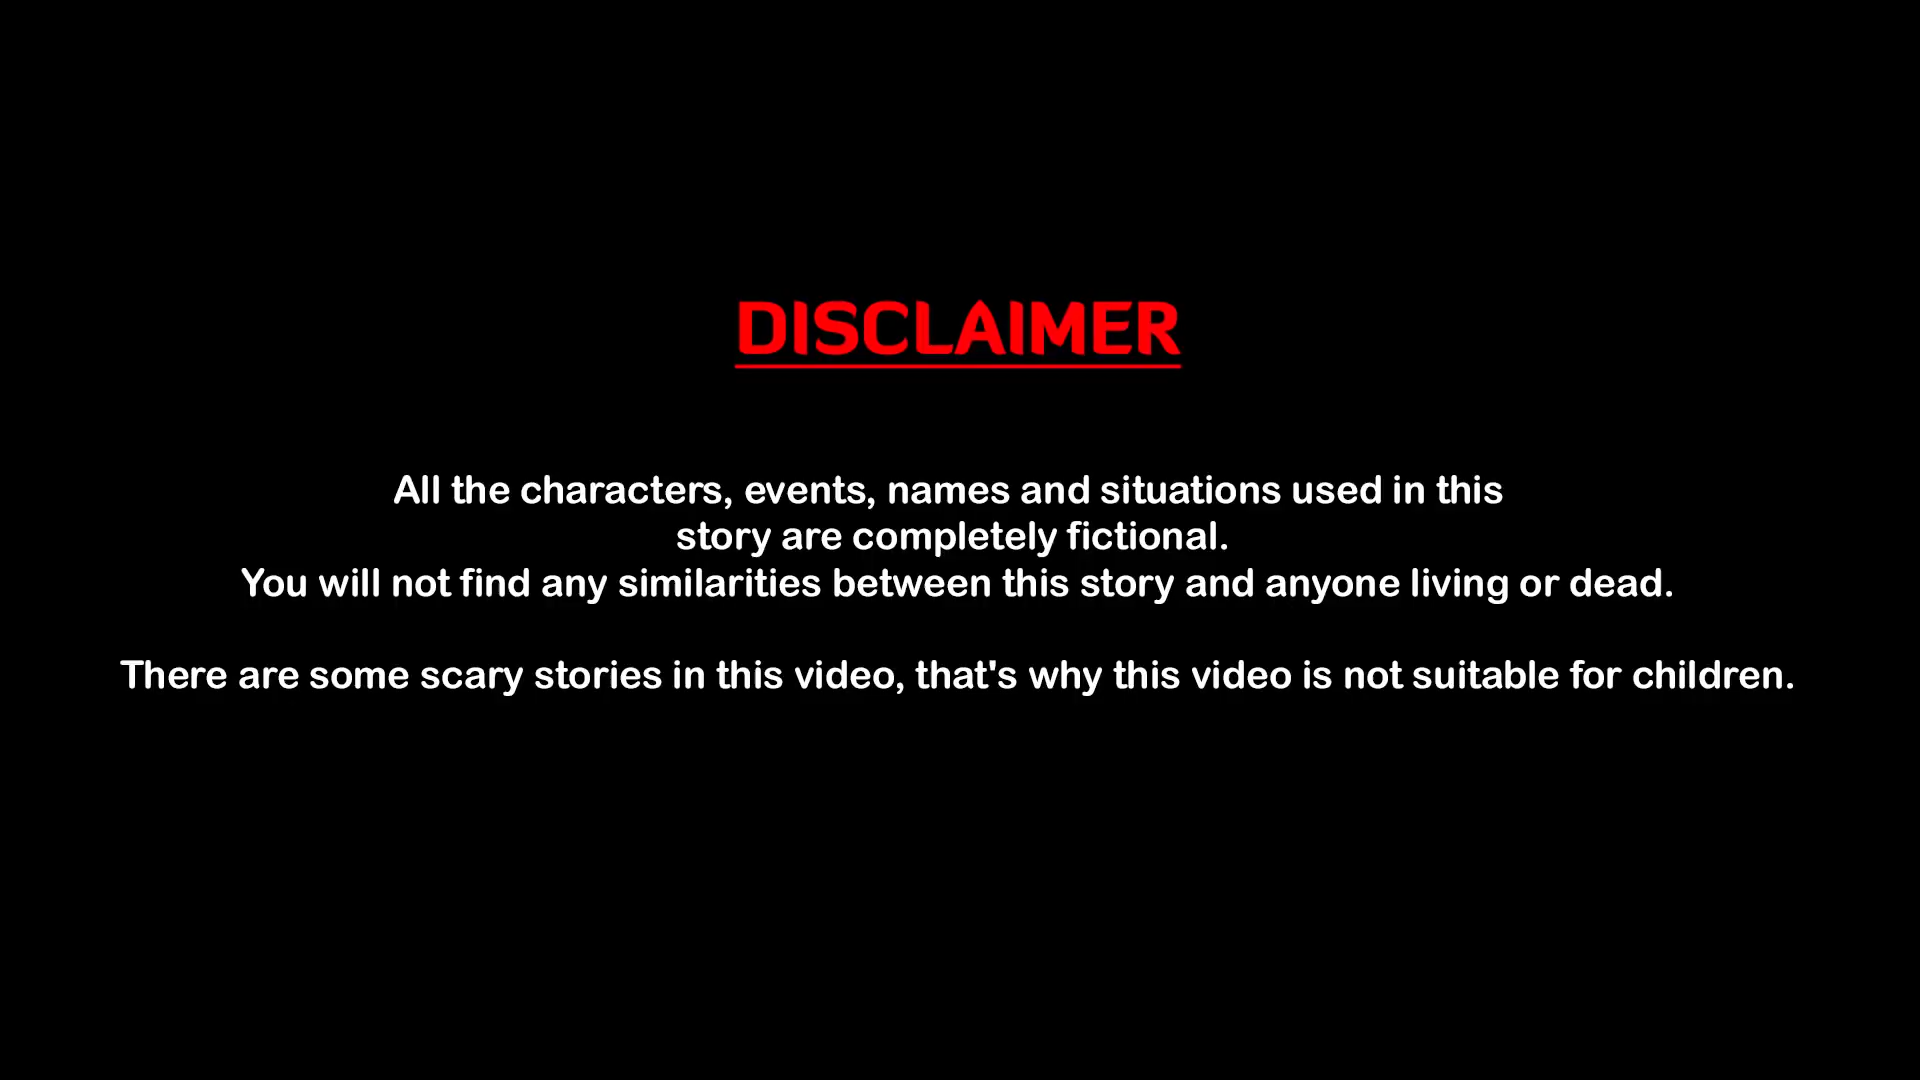 DISCLAIMER
All the characters, events, names and situations used in this
story are completely fictional.
You will not find any similarities between this story and anyone living or dead.
There are some scary stories in this video, that's why this video is not suitable for children.